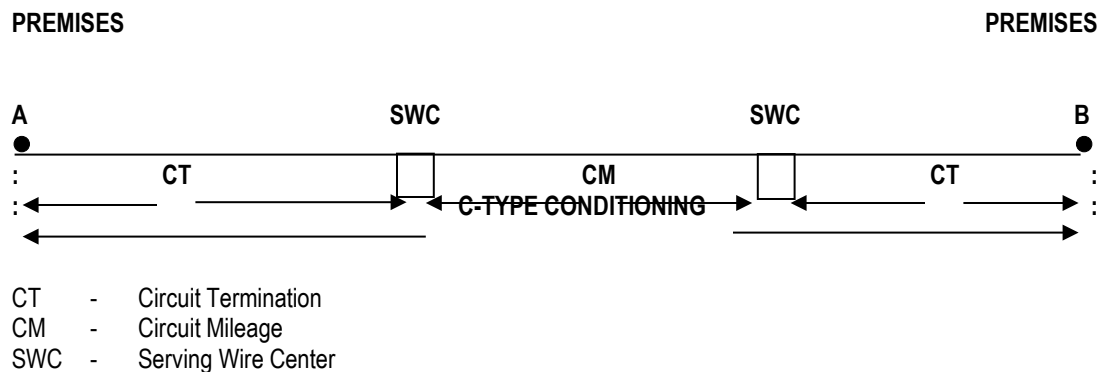 PREMISES PREMISES
A SWC SWC B
: CT CM CT :
: C-TYPE CONDITIONING :
CT - Circuit Termination
CM - Circuit Mileage
SWC - Serving Wire Center